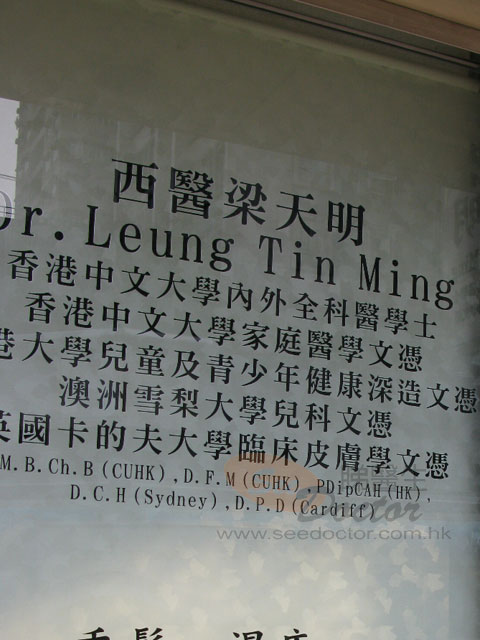 西醫梁天明
Dr. Leung Tin Ming
香港中文大學內外全科醫學士
香港中文大學家庭醫學文憑
港大學兒童及青少年健康深造文憑
澳洲雪梨大學兒科文憑
英國卡的夫大學臨床皮膚學文憑
M.B.Ch.B(CUHK),D.F.M(CUHK),PDipCAH(HK),
D.C.H(Sydney),D.P.D(Cardiff)
Doctor
www.seedoctor.com.hk